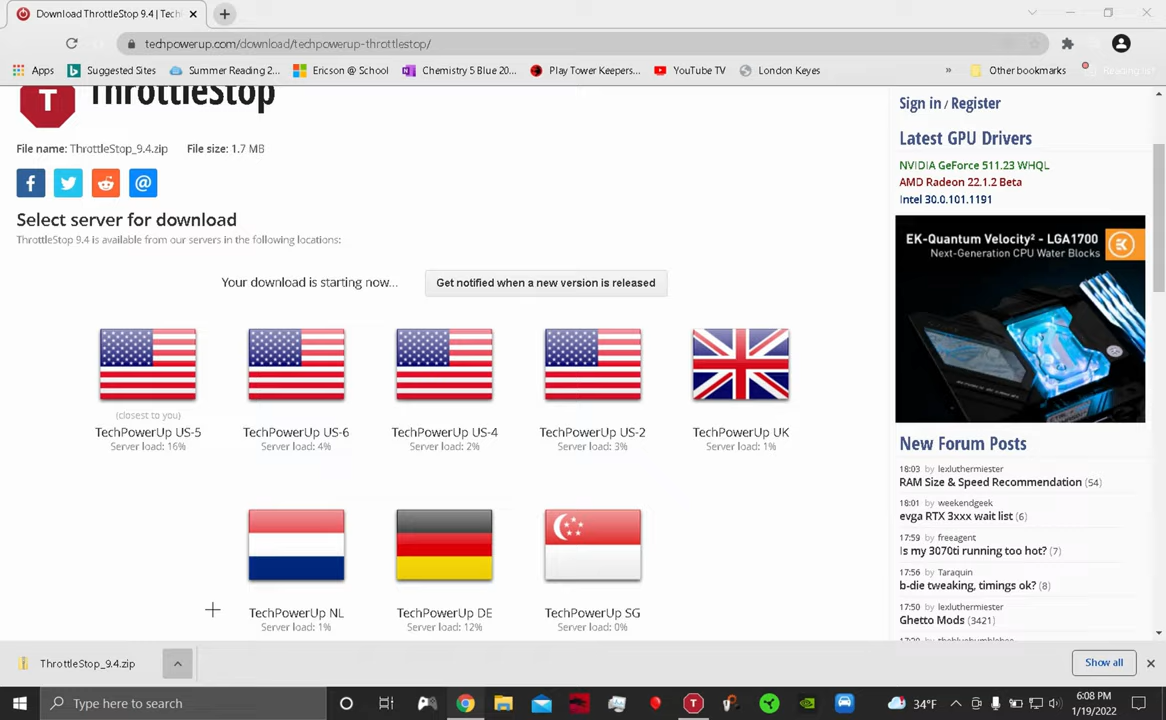 Download ThrottleStop 9.4 | Tech
techpowerup.com/download/techpowerup-throttlestop/
Apps
Suggested Sites
Summer Reading 2...
Ericson @ School
Chemistry 5 Blue 20...
Play Tower Keepers...
YouTube TV
London Keyes
»
Other bookmarks
Reading list
ThrottleStop
File name: ThrottleStop_9.4.zip File size: 1.7 MB
Select server for download
ThrottleStop 9.4 is available from our servers in the following locations:
Your download is starting now...
Get notified when a new version is released
(closest to you)
TechPowerUp US-5
Server load: 16%
TechPowerUp US-6
Server load: 4%
TechPowerUp US-4
Server load: 2%
TechPowerUp US-2
Server load: 3%
TechPowerUp UK
Server load: 1%
TechPowerUp NL
Server load: 1%
TechPowerUp DE
Server load: 12%
TechPowerUp SG
Server load: 0%
Sign in / Register
Latest GPU Drivers
NVIDIA GeForce 511.23 WHQL
AMD Radeon 22.1.2 Beta
Intel 30.0.101.1191
EK-Quantum Velocity² - LGA1700
Next-Generation CPU Water Blocks
New Forum Posts
18:03 by lexluthermiester
RAM Size & Speed Recommendation (54)
18:01 by weekendgeek
evga RTX 3xxx wait list (6)
17:59 by freeagent
Is my 3070ti running too hot? (7)
17:56 by Taraquin
b-die tweaking, timings ok? (8)
17:50 by lexluthermiester
Ghetto Mods (3421)
ThrottleStop_9.4.zip
Show all
Type here to search
34°F
6:08 PM
1/19/2022